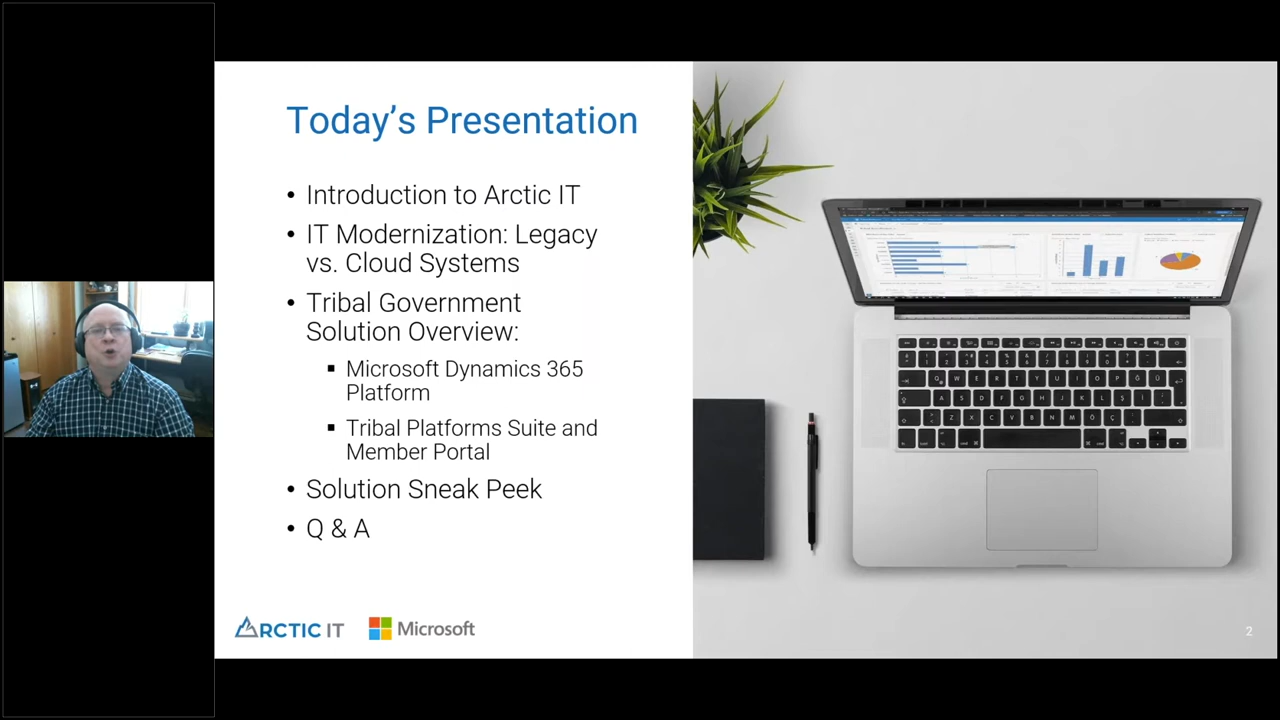 Today's Presentation
• Introduction to Arctic IT
• IT Modernization: Legacy
vs. Cloud Systems
• Tribal Government
Solution Overview:
▪ Microsoft Dynamics 365
Platform
▪ Tribal Platforms Suite and
Member Portal
• Solution Sneak Peek
• Q & A
ARCTIC IT
Microsoft
2